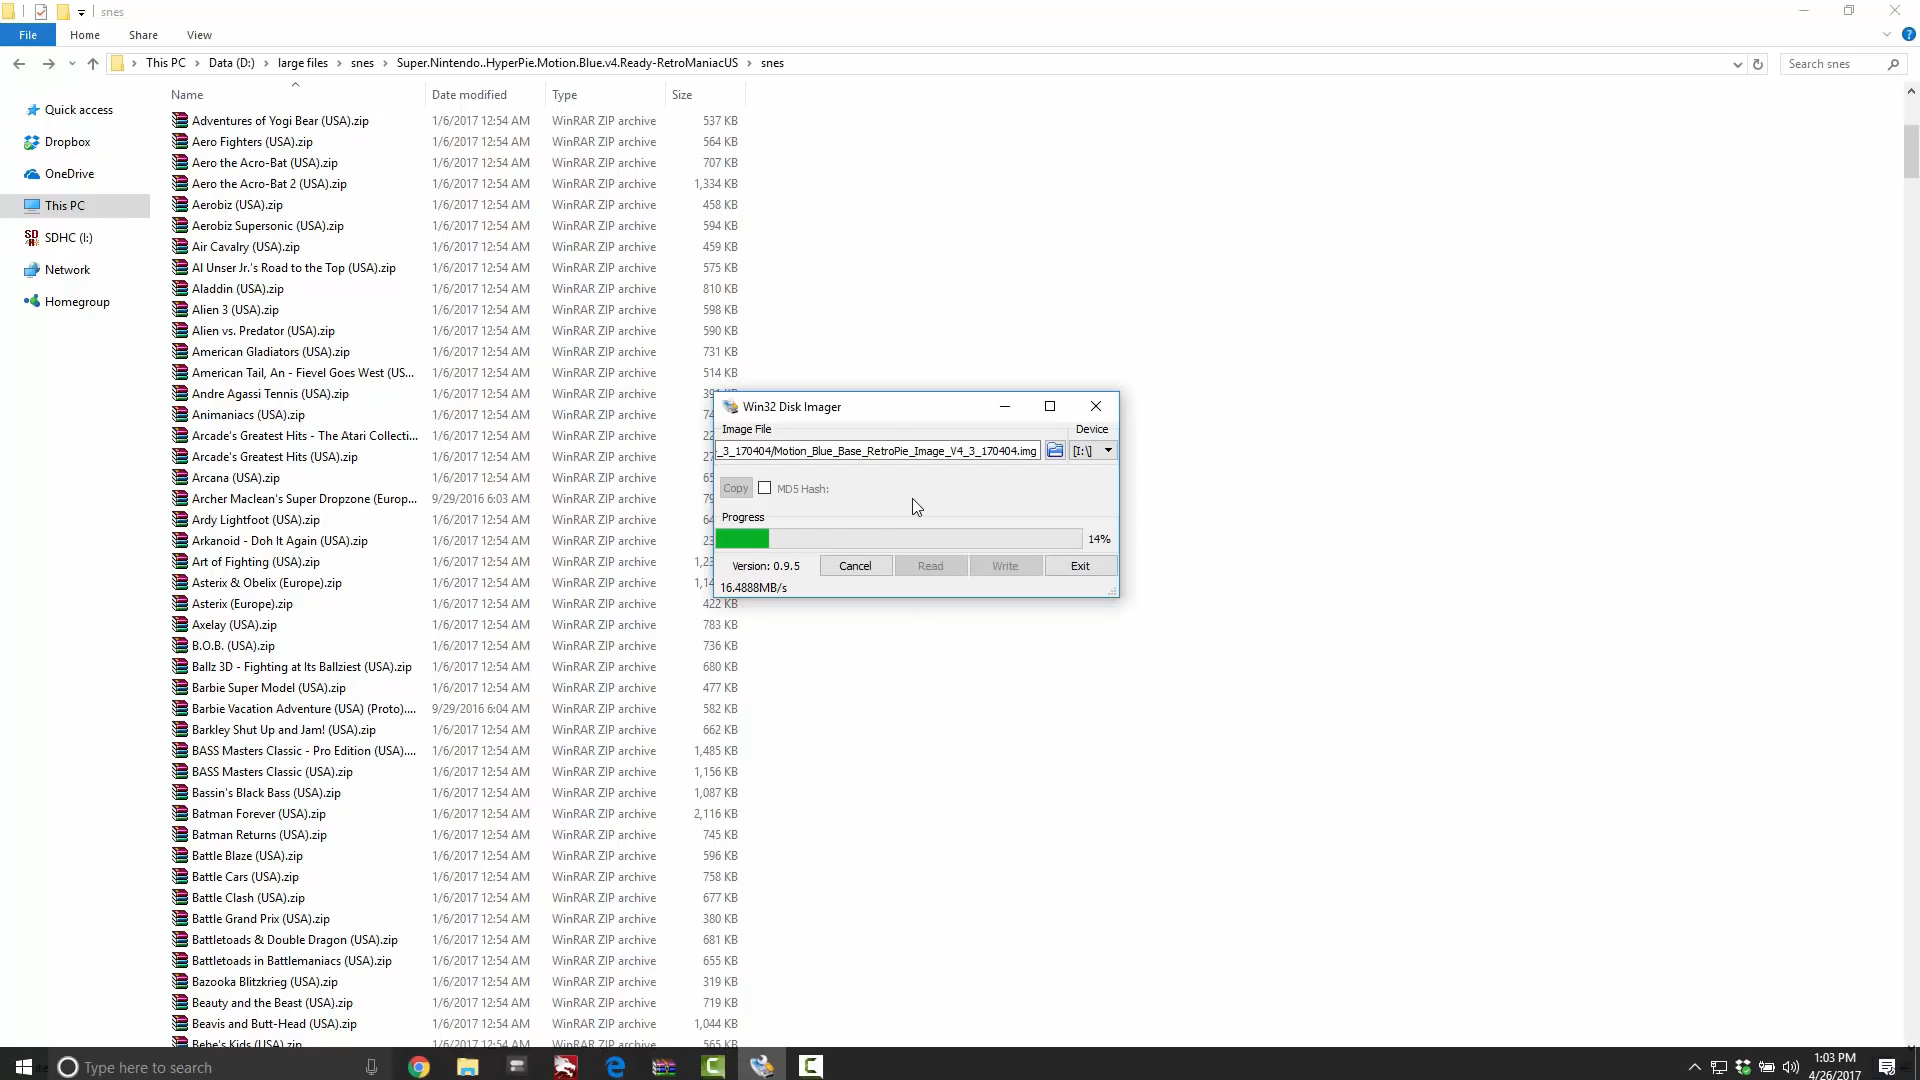 snes
File Home Share View
This PC > Data (D:) > large files > snes > Super.Nintendo..HyperPie.Motion.Blue.v4.Ready-RetroManiacUS > snes
Search snes
Name Date modified Type Size
Quick access
Dropbox
OneDrive
This PC
SDHC (I:)
Network
Homegroup
Adventures of Yogi Bear (USA).zip 1/6/2017 12:54 AM WinRAR ZIP archive 537 KB
Aero Fighters (USA).zip 1/6/2017 12:54 AM WinRAR ZIP archive 564 KB
Aero the Acro-Bat (USA).zip 1/6/2017 12:54 AM WinRAR ZIP archive 707 KB
Aero the Acro-Bat 2 (USA).zip 1/6/2017 12:54 AM WinRAR ZIP archive 1,334 KB
Aerobiz (USA).zip 1/6/2017 12:54 AM WinRAR ZIP archive 458 KB
Aerobiz Supersonic (USA).zip 1/6/2017 12:54 AM WinRAR ZIP archive 594 KB
Air Cavalry (USA).zip 1/6/2017 12:54 AM WinRAR ZIP archive 459 KB
Al Unser Jr.'s Road to the Top (USA).zip 1/6/2017 12:54 AM WinRAR ZIP archive 575 KB
Aladdin (USA).zip 1/6/2017 12:54 AM WinRAR ZIP archive 810 KB
Alien 3 (USA).zip 1/6/2017 12:54 AM WinRAR ZIP archive 598 KB
Alien vs. Predator (USA).zip 1/6/2017 12:54 AM WinRAR ZIP archive 590 KB
American Gladiators (USA).zip 1/6/2017 12:54 AM WinRAR ZIP archive 731 KB
American Tail, An - Fievel Goes West (US... 1/6/2017 12:54 AM WinRAR ZIP archive 514 KB
Andre Agassi Tennis (USA).zip 1/6/2017 12:54 AM WinRAR ZIP archive
Animaniacs (USA).zip 1/6/2017 12:54 AM WinRAR ZIP archive
Arcade's Greatest Hits - The Atari Collecti... 1/6/2017 12:54 AM WinRAR ZIP archive
Arcade's Greatest Hits (USA).zip 1/6/2017 12:54 AM WinRAR ZIP archive
Arcana (USA).zip 1/6/2017 12:54 AM WinRAR ZIP archive
Archer Maclean's Super Dropzone (Europ... 9/29/2016 6:03 AM WinRAR ZIP archive
Ardy Lightfoot (USA).zip 1/6/2017 12:54 AM WinRAR ZIP archive
Arkanoid - Doh It Again (USA).zip 1/6/2017 12:54 AM WinRAR ZIP archive
Art of Fighting (USA).zip 1/6/2017 12:54 AM WinRAR ZIP archive
Asterix & Obelix (Europe).zip 1/6/2017 12:54 AM WinRAR ZIP archive
Asterix (Europe).zip 1/6/2017 12:54 AM WinRAR ZIP archive 422 KB
Axelay (USA).zip 1/6/2017 12:54 AM WinRAR ZIP archive 783 KB
B.O.B. (USA).zip 1/6/2017 12:54 AM WinRAR ZIP archive 736 KB
Ballz 3D - Fighting at Its Ballziest (USA).zip 1/6/2017 12:54 AM WinRAR ZIP archive 680 KB
Barbie Super Model (USA).zip 1/6/2017 12:54 AM WinRAR ZIP archive 477 KB
Barbie Vacation Adventure (USA) (Proto).... 9/29/2016 6:04 AM WinRAR ZIP archive 582 KB
Barkley Shut Up and Jam! (USA).zip 1/6/2017 12:54 AM WinRAR ZIP archive 662 KB
BASS Masters Classic - Pro Edition (USA).... 1/6/2017 12:54 AM WinRAR ZIP archive 1,485 KB
BASS Masters Classic (USA).zip 1/6/2017 12:54 AM WinRAR ZIP archive 1,156 KB
Bassin's Black Bass (USA).zip 1/6/2017 12:54 AM WinRAR ZIP archive 1,087 KB
Batman Forever (USA).zip 1/6/2017 12:54 AM WinRAR ZIP archive 2,116 KB
Batman Returns (USA).zip 1/6/2017 12:54 AM WinRAR ZIP archive 745 KB
Battle Blaze (USA).zip 1/6/2017 12:54 AM WinRAR ZIP archive 596 KB
Battle Cars (USA).zip 1/6/2017 12:54 AM WinRAR ZIP archive 758 KB
Battle Clash (USA).zip 1/6/2017 12:54 AM WinRAR ZIP archive 677 KB
Battle Grand Prix (USA).zip 1/6/2017 12:54 AM WinRAR ZIP archive 380 KB
Battletoads & Double Dragon (USA).zip 1/6/2017 12:54 AM WinRAR ZIP archive 681 KB
Battletoads in Battlemaniacs (USA).zip 1/6/2017 12:54 AM WinRAR ZIP archive 655 KB
Bazooka Blitzkrieg (USA).zip 1/6/2017 12:54 AM WinRAR ZIP archive 319 KB
Beauty and the Beast (USA).zip 1/6/2017 12:54 AM WinRAR ZIP archive 719 KB
Beavis and Butt-Head (USA).zip 1/6/2017 12:54 AM WinRAR ZIP archive 1,044 KB
Bebe's Kids (USA).zip 1/6/2017 12:54 AM WinRAR ZIP archive 565 KB
Win32 Disk Imager
Image File Device
_3_170404/Motion_Blue_Base_RetroPie_Image_V4_3_170404.img [I:\]
Copy MD5 Hash:
Progress
14%
Version: 0.9.5 Cancel Read Write Exit
16.4888MB/s
Type here to search
1:03 PM
4/26/2017